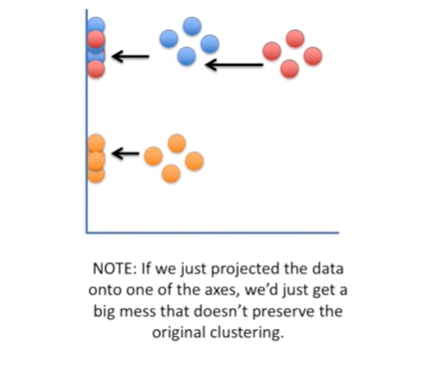 NOTE: If we just projected the data
onto one of the axes, we'd just get a
big mess that doesn't preserve the
original clustering.